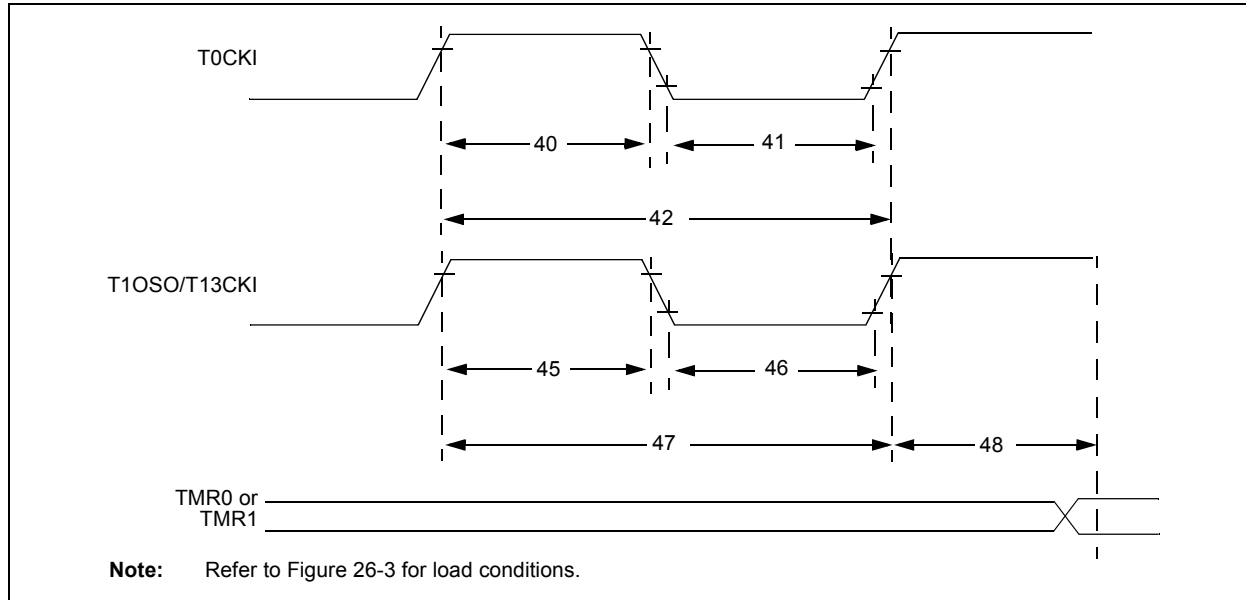 T0CKI
40
41
42
T1OSO/T13CKI
45
46
47
48
TMR0 or
TMR1
Note: Refer to Figure 26-3 for load conditions.